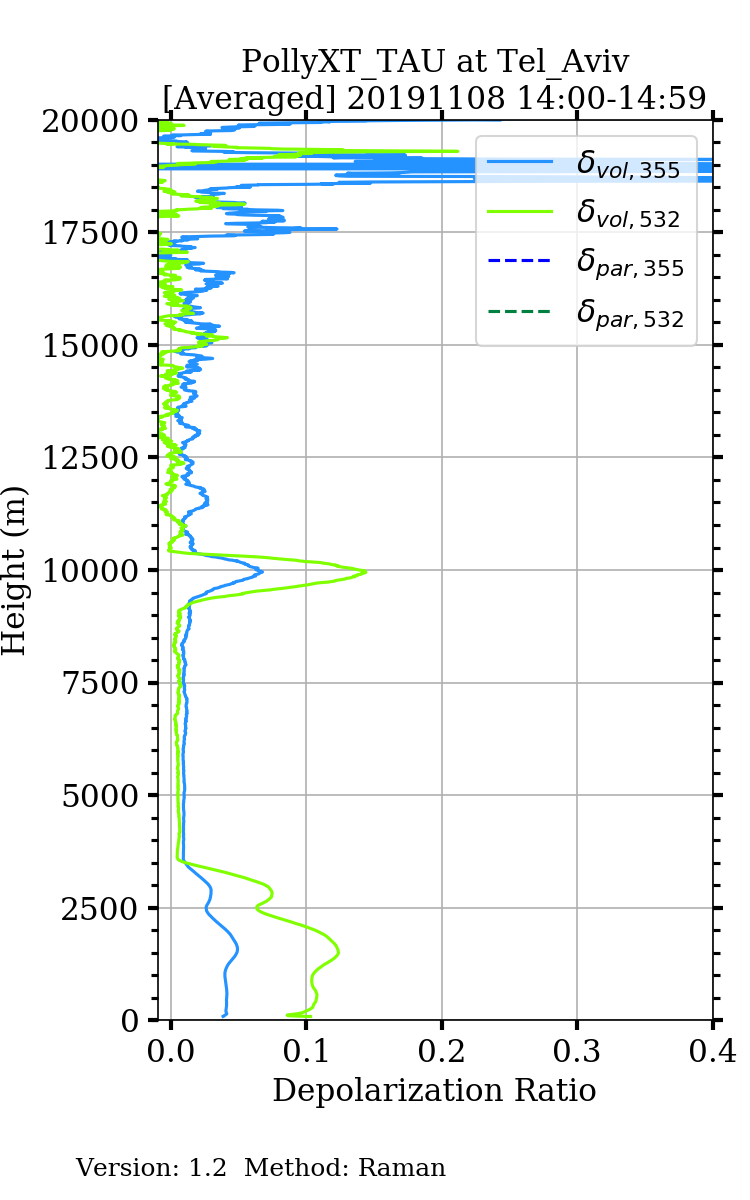 PollyXT_TAU at Tel_Aviv
[Averaged] 20191108 14:00-14:59
20000
17500
15000
12500
10000
7500
5000
2500
0
Height (m)
δvol, 355
δvol, 532
δpar, 355
δpar, 532
0.0 0.1 0.2 0.3 0.4
Depolarization Ratio
Version: 1.2 Method: Raman